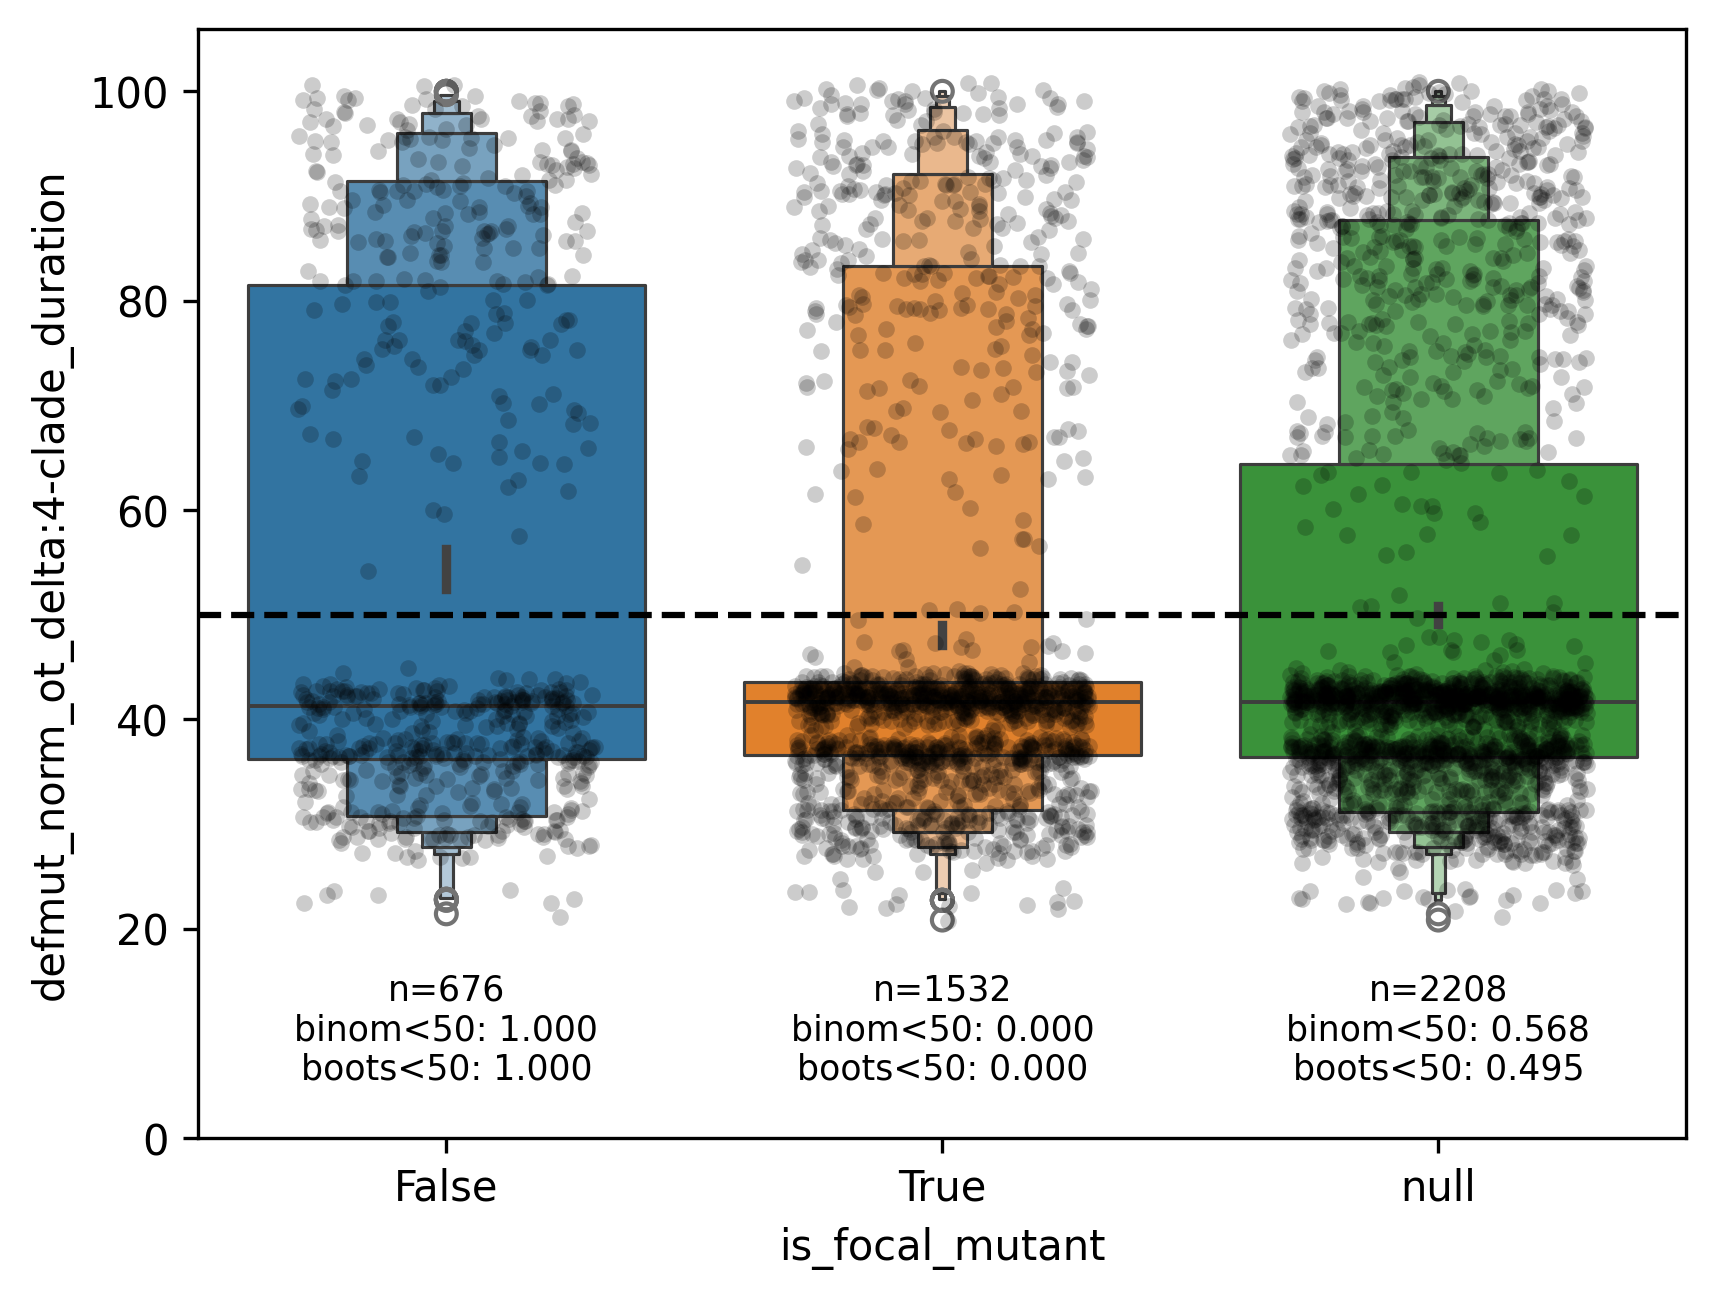 defmut_norm_ot_delta:4-clade_duration
100
80
60
40
20
0
n=676
binom<50: 1.000
boots<50: 1.000
n=1532
binom<50: 0.000
boots<50: 0.000
n=2208
binom<50: 0.568
boots<50: 0.495
False
True
null
is_focal_mutant